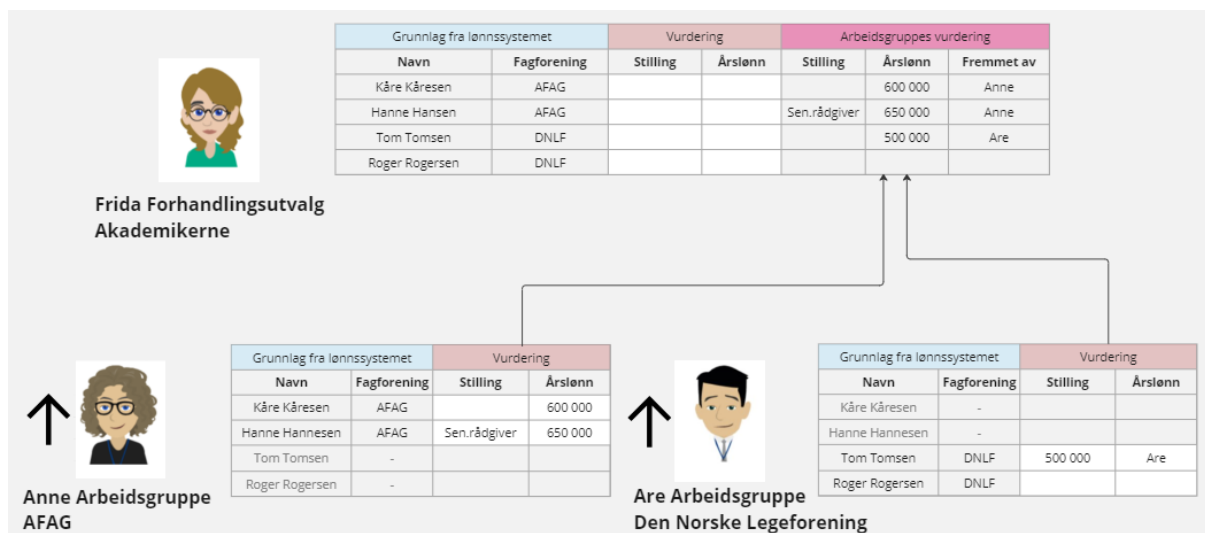 Grunnlag fra lønnssystemet Vurdering Arbeidsgruppes vurdering
Navn Fagforening Stilling Årslønn Stilling Årslønn Fremmet av
Kåre Kåresen AFAG 600 000 Anne
Hanne Hansen AFAG Sen.rådgiver 650 000 Anne
Tom Tomsen DNLF 500 000 Are
Roger Rogersen DNLF
Frida Forhandlingsutvalg
Akademikerne
Grunnlag fra lønnssystemet Vurdering
Navn Fagforening Stilling Årslønn
Kåre Kåresen AFAG 600 000
Hanne Hannesen AFAG Sen.rådgiver 650 000
Tom Tomsen -
Roger Rogersen -
Anne Arbeidsgruppe
AFAG
Grunnlag fra lønnssystemet Vurdering
Navn Fagforening Stilling Årslønn
Kåre Kåresen -
Hanne Hannesen -
Tom Tomsen DNLF 500 000 Are
Roger Rogersen DNLF
Are Arbeidsgruppe
Den Norske Legeforening